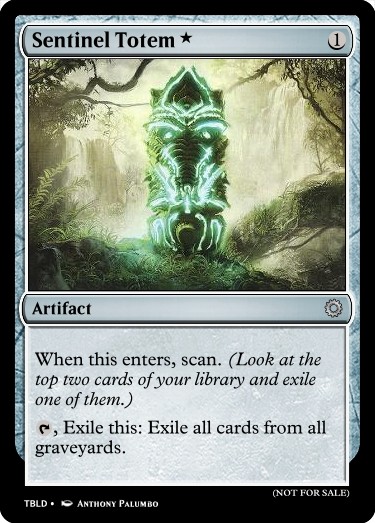 Sentinel Totem ★ 1
Artifact
When this enters, scan. (Look at the
top two cards of your library and exile
one of them.)
, Exile this: Exile all cards from all
graveyards.
TBLD • Anthony Palumbo
(NOT FOR SALE)